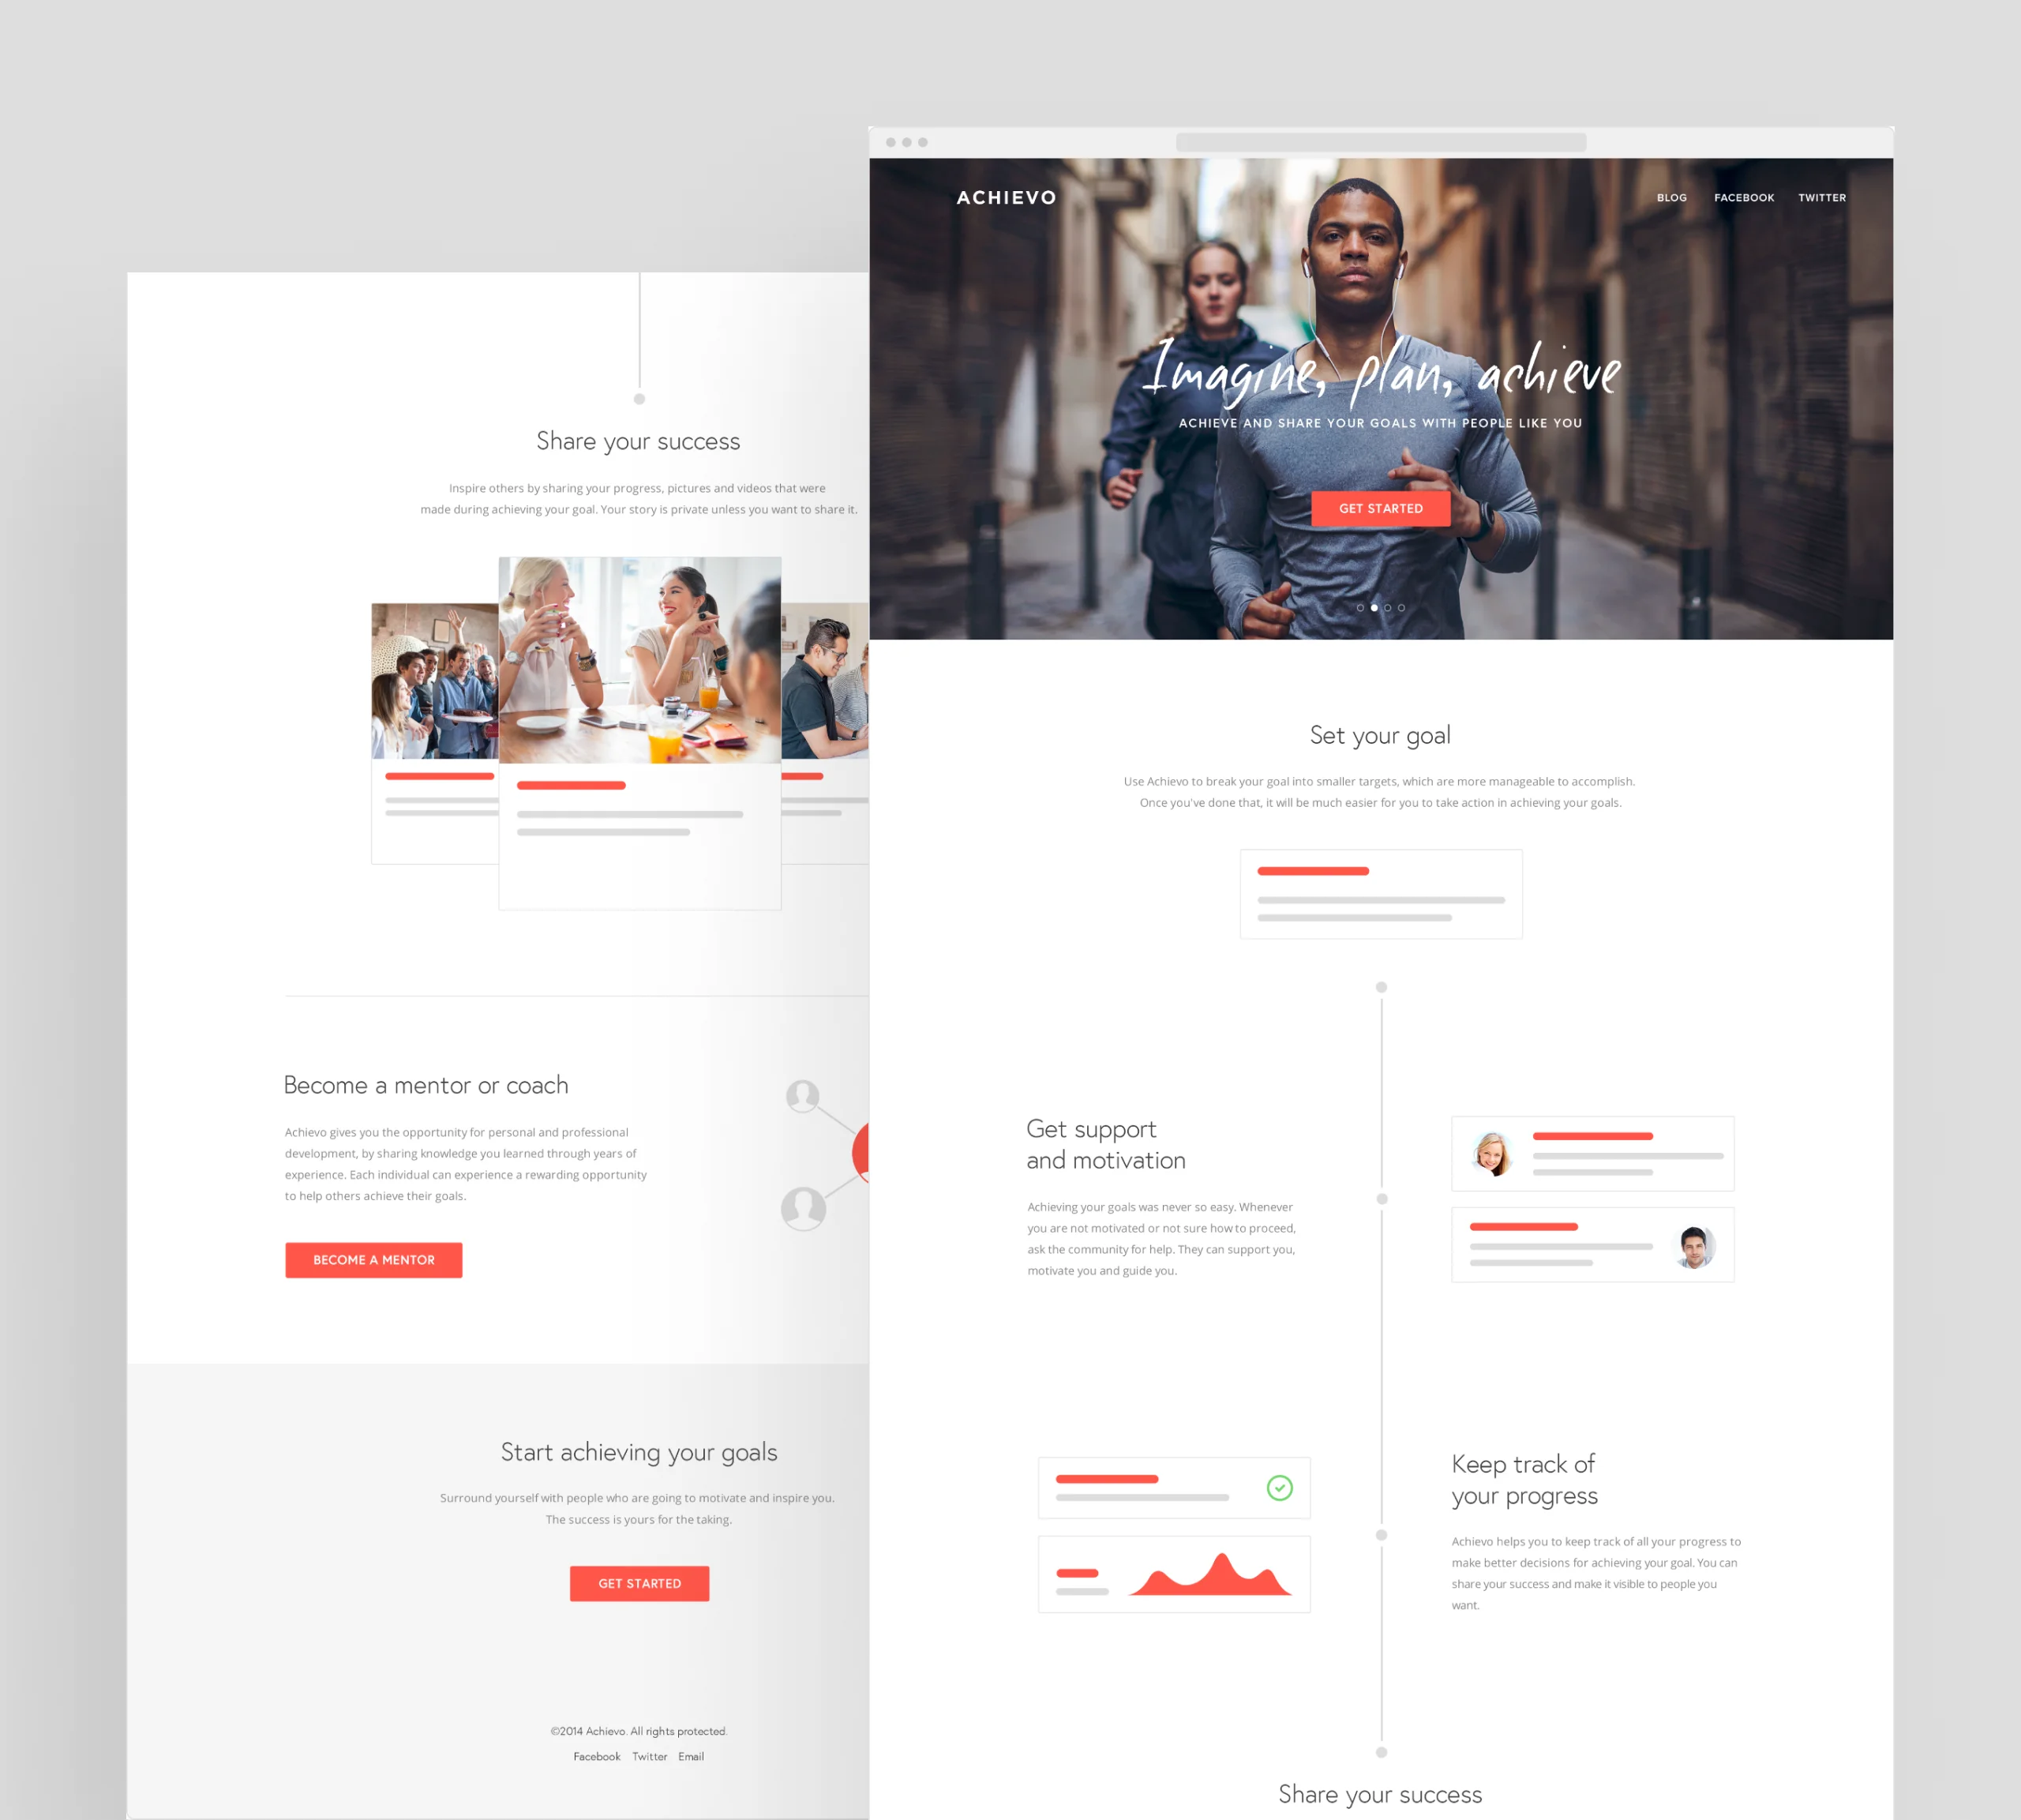 ACHIEVO
BLOG FACEBOOK TWITTER
Imagine, plan, achieve
ACHIEVE AND SHARE YOUR GOALS WITH PEOPLE LIKE YOU
GET STARTED
Set your goal
Use Achievo to break your goal into smaller targets, which are more manageable to accomplish.
Once you've done that, it will be much easier for you to take action in achieving your goals.
Get support
and motivation
Achieving your goals was never so easy. Whenever
you are not motivated or not sure how to proceed,
ask the community for help. They can support you,
motivate you and guide you.
Keep track of
your progress
Achievo helps you to keep track of all your progress to
make better decisions for achieving your goal. You can
share your success and make it visible to people you
want.
Share your success
Share your success
Inspire others by sharing your progress, pictures and videos that were
made during achieving your goal. Your story is private unless you want to share it.
Become a mentor or coach
Achievo gives you the opportunity for personal and professional
development, by sharing knowledge you learned through years of
experience. Each individual can experience a rewarding opportunity
to help others achieve their goals.
BECOME A MENTOR
Start achieving your goals
Surround yourself with people who are going to motivate and inspire you.
The success is yours for the taking.
GET STARTED
©2014 Achievo. All rights protected.
Facebook Twitter Email